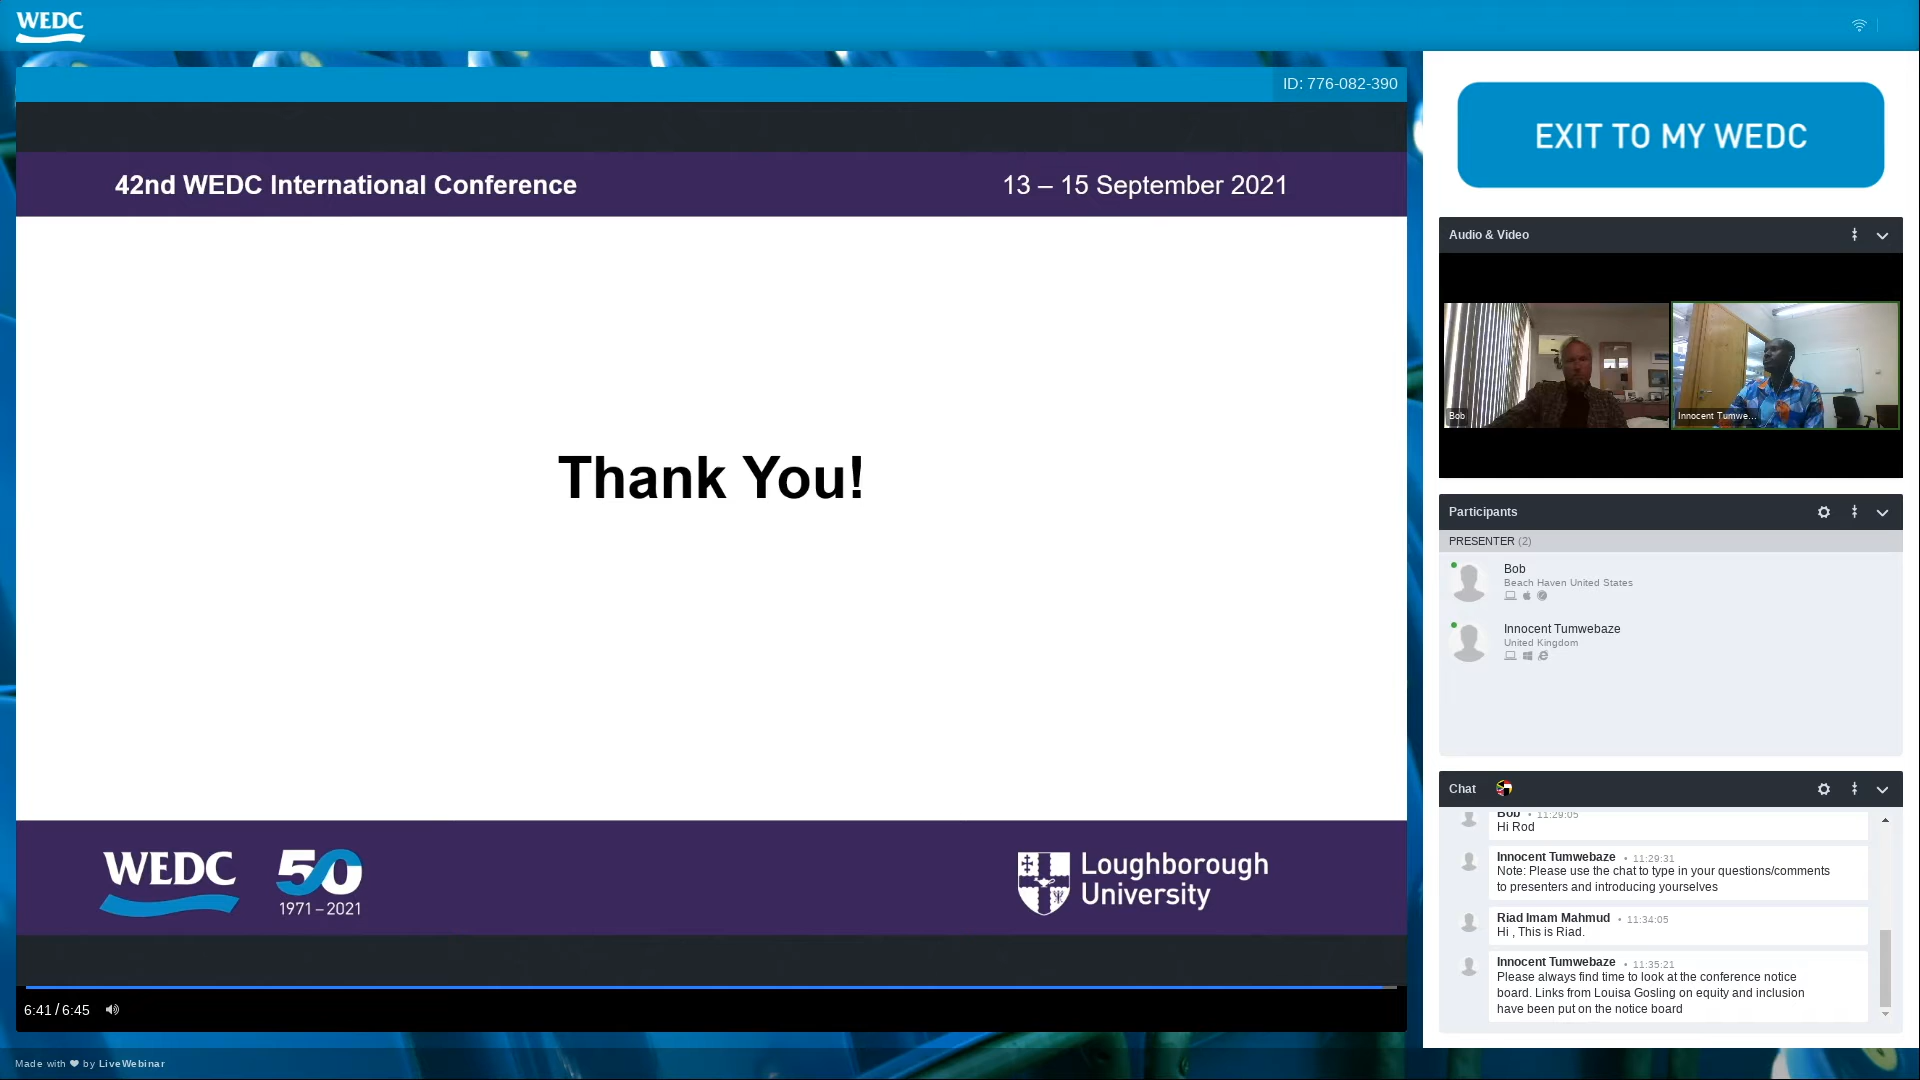 WEDC
ID: 776-082-390
42nd WEDC International Conference
13 – 15 September 2021
Thank You!
WEDC
50
1971 – 2021
Loughborough
University
6:41 / 6:45
Made with ❤ by LiveWebinar
EXIT TO MY WEDC
Audio & Video
Bob
Innocent Tumwe...
Participants
PRESENTER (2)
Bob
Beach Haven United States
Innocent Tumwebaze
United Kingdom
Chat
Bob • 11:29:05
Hi Rod
Innocent Tumwebaze • 11:29:31
Note: Please use the chat to type in your questions/comments
to presenters and introducing yourselves
Riad Imam Mahmud • 11:34:05
Hi , This is Riad.
Innocent Tumwebaze • 11:35:21
Please always find time to look at the conference notice
board. Links from Louisa Gosling on equity and inclusion
have been put on the notice board